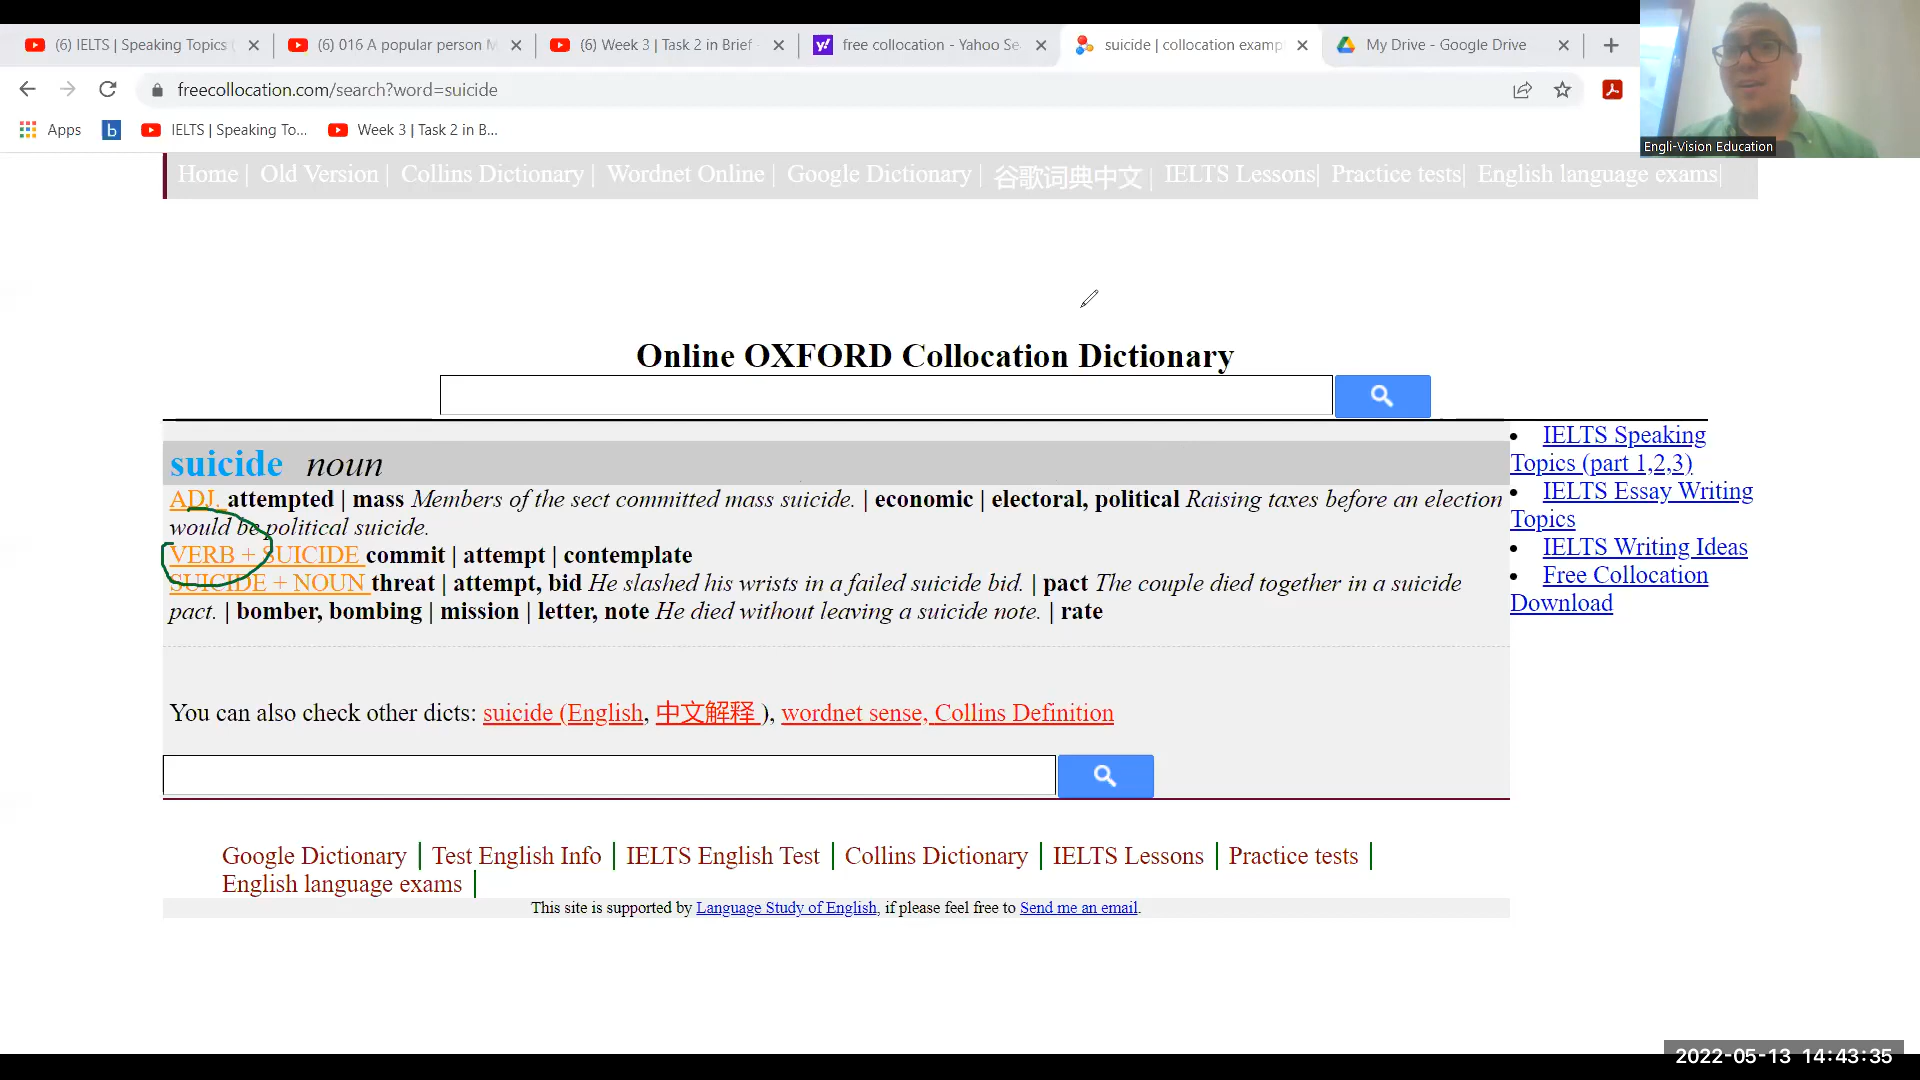 (6) IELTS | Speaking Topics (
(6) 016 A popular person M
(6) Week 3 | Task 2 in Brief -
free collocation - Yahoo Se
suicide | collocation examp
My Drive - Google Drive
freecollocation.com/search?word=suicide
Apps
IELTS | Speaking To...
Week 3 | Task 2 in B...
Engli-Vision Education
Home | Old Version | Collins Dictionary | Wordnet Online | Google Dictionary | 谷歌词典中文 | IELTS Lessons| Practice tests| English language exams|
Online OXFORD Collocation Dictionary
suicide noun
ADJ. attempted | mass Members of the sect committed mass suicide. | economic | electoral, political Raising taxes before an election
would be political suicide.
VERB + SUICIDE commit | attempt | contemplate
SUICIDE + NOUN threat | attempt, bid He slashed his wrists in a failed suicide bid. | pact The couple died together in a suicide
pact. | bomber, bombing | mission | letter, note He died without leaving a suicide note. | rate
IELTS Speaking
Topics (part 1,2,3)
IELTS Essay Writing
Topics
IELTS Writing Ideas
Free Collocation
Download
You can also check other dicts: suicide (English, 中文解释 ), wordnet sense, Collins Definition
Google Dictionary | Test English Info | IELTS English Test | Collins Dictionary | IELTS Lessons | Practice tests |
English language exams |
This site is supported by Language Study of English, if please feel free to Send me an email.
2022-05-13 14:43:35